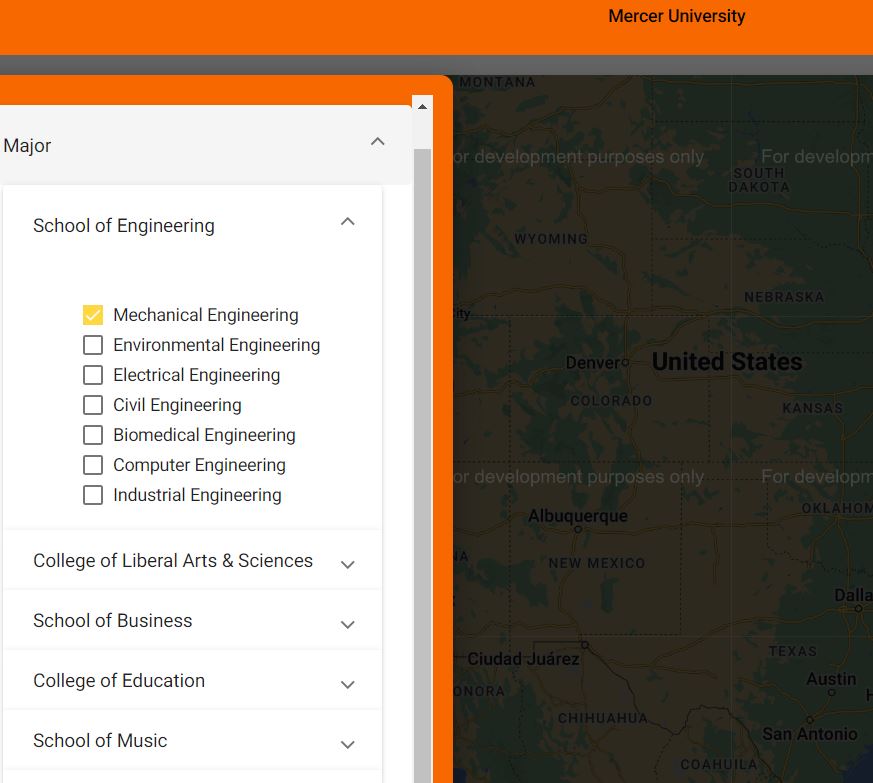 Mercer University
Major
School of Engineering
Mechanical Engineering
Environmental Engineering
Electrical Engineering
Civil Engineering
Biomedical Engineering
Computer Engineering
Industrial Engineering
College of Liberal Arts & Sciences
School of Business
College of Education
School of Music
MONTANA
or development purposes only
For developm
SOUTH
DAKOTA
WYOMING
NEBRASKA
City
Denver
United States
COLORADO
KANSAS
or development purposes only
For developm
OKLAHOM
Albuquerque
NA
NEW MEXICO
Dalla
Ciudad Juárez
TEXAS
ONORA
Austin
H
CHIHUAHUA
San Antonio
COAHUILA